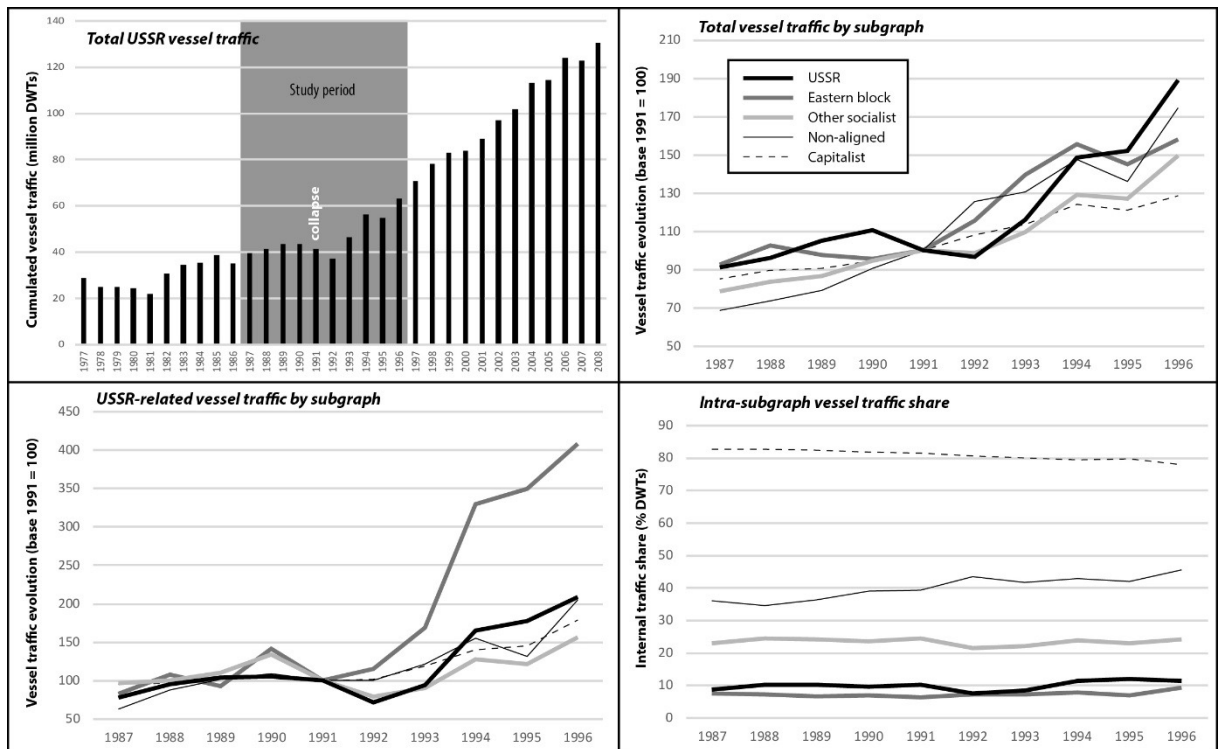 Total USSR vessel traffic
Cumulated vessel traffic (million DWTs)
140
120
100
80
60
40
20
0
Study period
collapse
1977 1978 1979 1980 1981 1982 1983 1984 1985 1986 1987 1988 1989 1990 1991 1992 1993 1994 1995 1996 1997 1998 1999 2000 2001 2002 2003 2004 2005 2006 2007 2008
Total vessel traffic by subgraph
Vessel traffic evolution (base 1991 = 100)
210
190
170
150
130
110
90
70
50
USSR
Eastern block
Other socialist
Non-aligned
Capitalist
1987 1988 1989 1990 1991 1992 1993 1994 1995 1996
USSR-related vessel traffic by subgraph
Vessel traffic evolution (base 1991 = 100)
450
400
350
300
250
200
150
100
50
1987 1988 1989 1990 1991 1992 1993 1994 1995 1996
Intra-subgraph vessel traffic share
Internal traffic share (% DWTs)
90
80
70
60
50
40
30
20
10
0
1987 1988 1989 1990 1991 1992 1993 1994 1995 1996